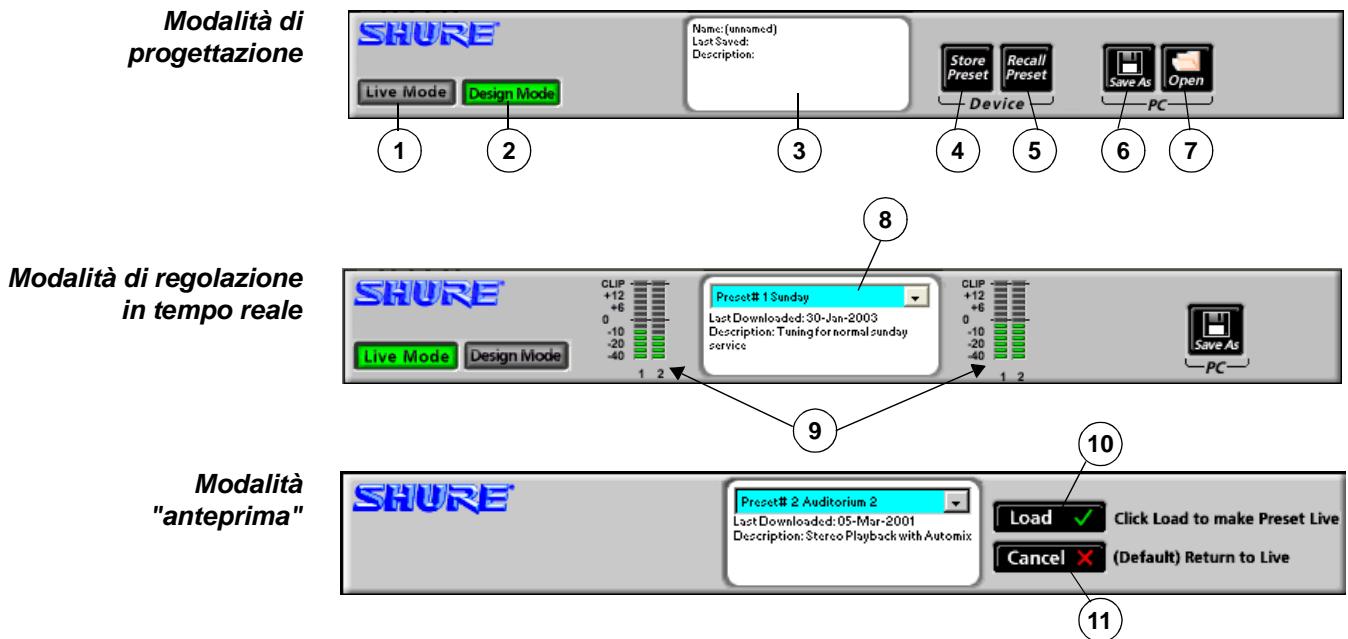 Modalità di
progettazione
SHURE
Live Mode
Design Mode
Name: (unnamed)
Last Saved:
Description:
Store
Preset
Recall
Preset
Device
Save As
Open
PC
1
2
3
4
5
6
7
8
Modalità di regolazione
in tempo reale
SHURE
Live Mode
Design Mode
CLIP
+12
+6
0
-10
-20
-40
1 2
Preset# 1 Sunday
Last Downloaded: 30-Jan-2003
Description: Tuning for normal sunday
service
CLIP
+12
+6
0
-10
-20
-40
1 2
Save As
PC
9
10
Modalità
"anteprima"
SHURE
Preset# 2 Auditorium 2
Last Downloaded: 05-Mar-2001
Description: Stereo Playback with Automix
Load
Click Load to make Preset Live
Cancel
(Default) Return to Live
11